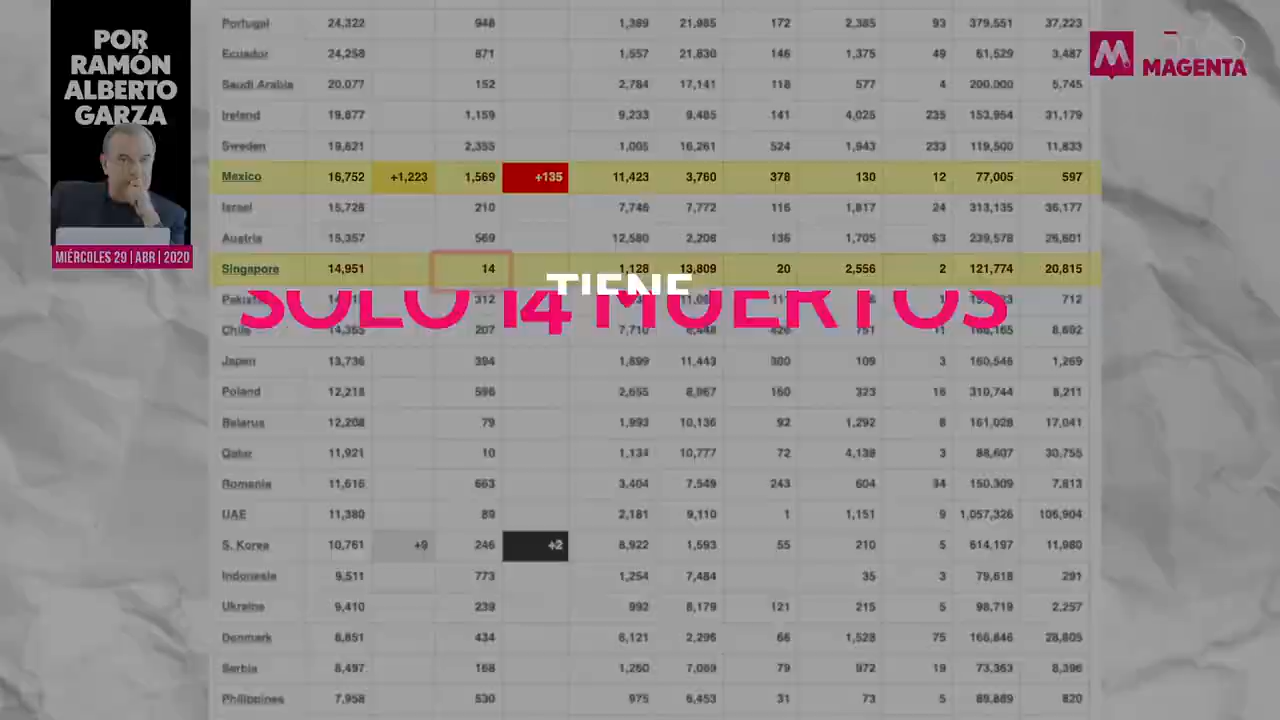 POR
RAMÓN
ALBERTO
GARZA
MIÉRCOLES 29 | ABR | 2020
MAGENTA
Portugal 24,322 948 1,389 21,985 172 2,385 93 379,551 37,223
Ecuador 24,258 871 1,557 21,830 146 1,375 49 61,529 3,487
Saudi Arabia 20,077 152 2,784 17,141 118 577 4 200,000 5,745
Ireland 19,877 1,159 9,233 9,485 141 4,026 235 153,954 31,179
Sweden 19,621 2,355 1,005 16,261 524 1,943 233 119,500 11,833
Mexico 16,752 +1,223 1,569 +135 11,423 3,760 378 130 12 77,005 597
Israel 15,728 210 7,746 7,772 116 1,817 24 313,135 36,177
Austria 15,357 569 12,580 2,208 136 1,705 63 239,578 26,601
Singapore 14,951 14 1,128 13,809 20 2,556 2 121,774 20,815
TIENE
SOLO 14 MUERTOS
312 712
Chile 14,365 207 7,710 11 8,692
Japan 13,736 394 1,899 11,443 300 109 3 160,546 1,269
Poland 12,218 596 2,655 8,967 160 323 16 310,744 8,211
Belarus 12,208 79 1,993 10,136 92 1,292 8 161,028 17,041
Qatar 11,921 10 1,134 10,777 72 4,138 3 88,607 30,755
Romania 11,616 663 3,404 7,549 243 604 34 150,309 7,813
UAE 11,380 89 2,181 9,110 1 1,151 9 1,057,326 106,904
S. Korea 10,761 +9 246 +2 8,922 1,593 55 210 5 614,197 11,980
Indonesia 9,511 773 1,254 7,484 35 3 79,618 291
Ukraine 9,410 239 992 8,179 121 215 5 98,719 2,257
Denmark 8,851 434 6,121 2,296 66 1,528 75 166,846 28,805
Serbia 8,497 168 1,260 7,069 79 972 19 73,363 8,396
Philippines 7,958 530 975 6,453 31 73 5 89,889 820